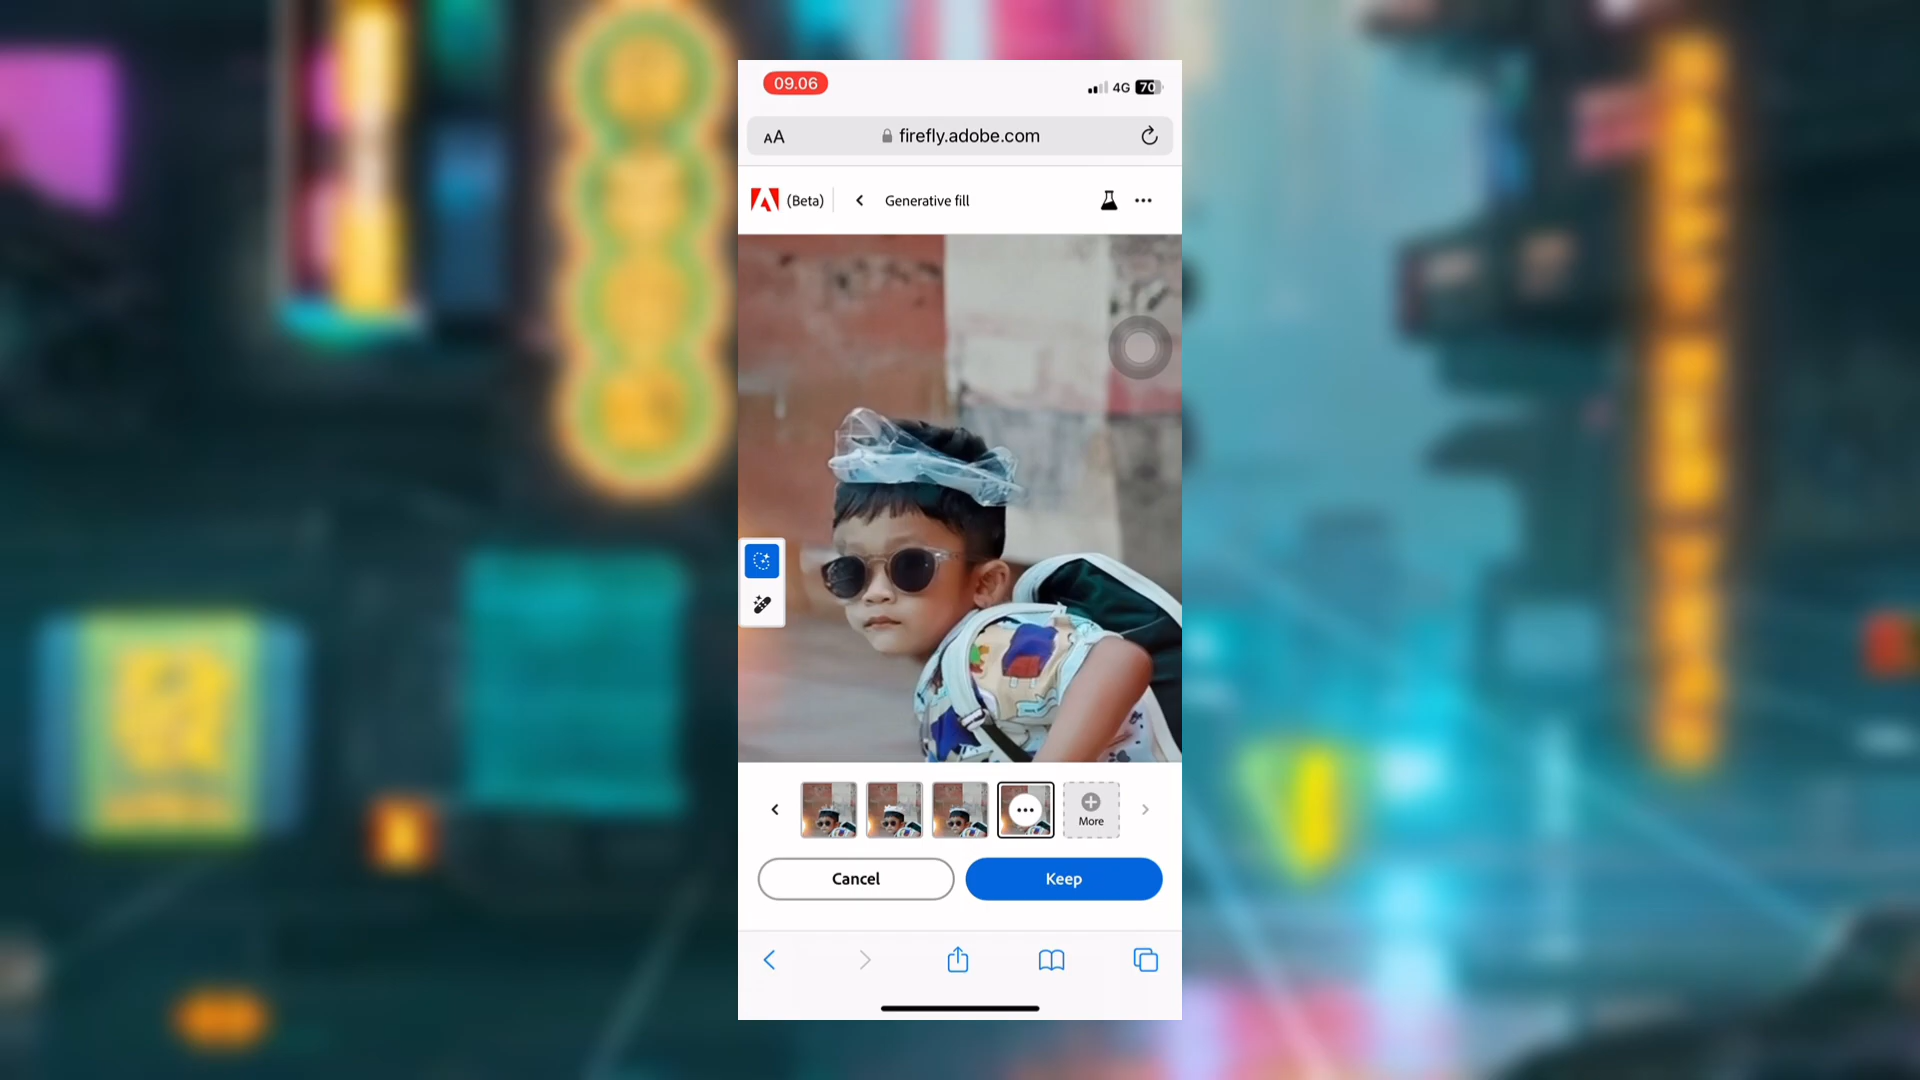 09.06
4G 70
AA firefly.adobe.com
(Beta) Generative fill
More
Cancel Keep